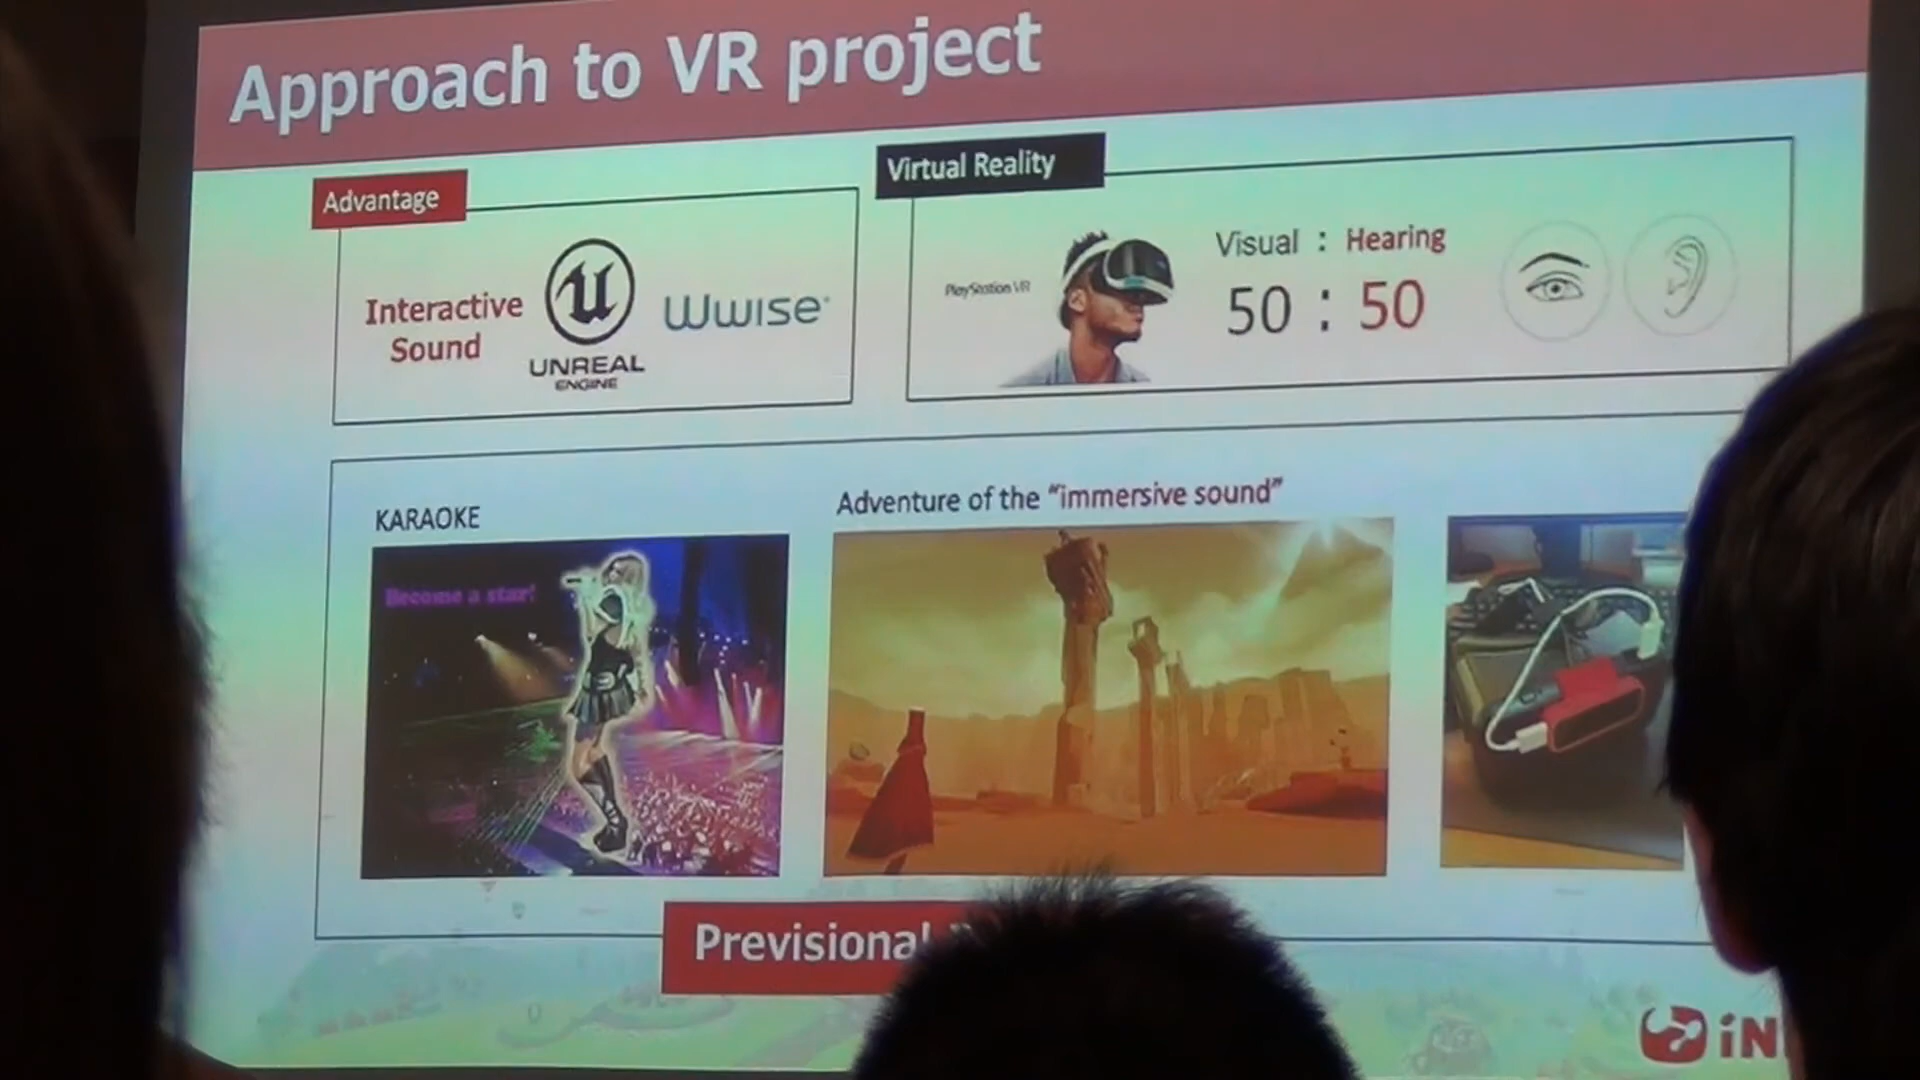 Approach to VR project
Advantage
Interactive
Sound
UNREAL
ENGINE
Wwise
Virtual Reality
PlayStation VR
Visual : Hearing
50 : 50
KARAOKE
Become a star!
Adventure of the "immersive sound"
Previsional
iN